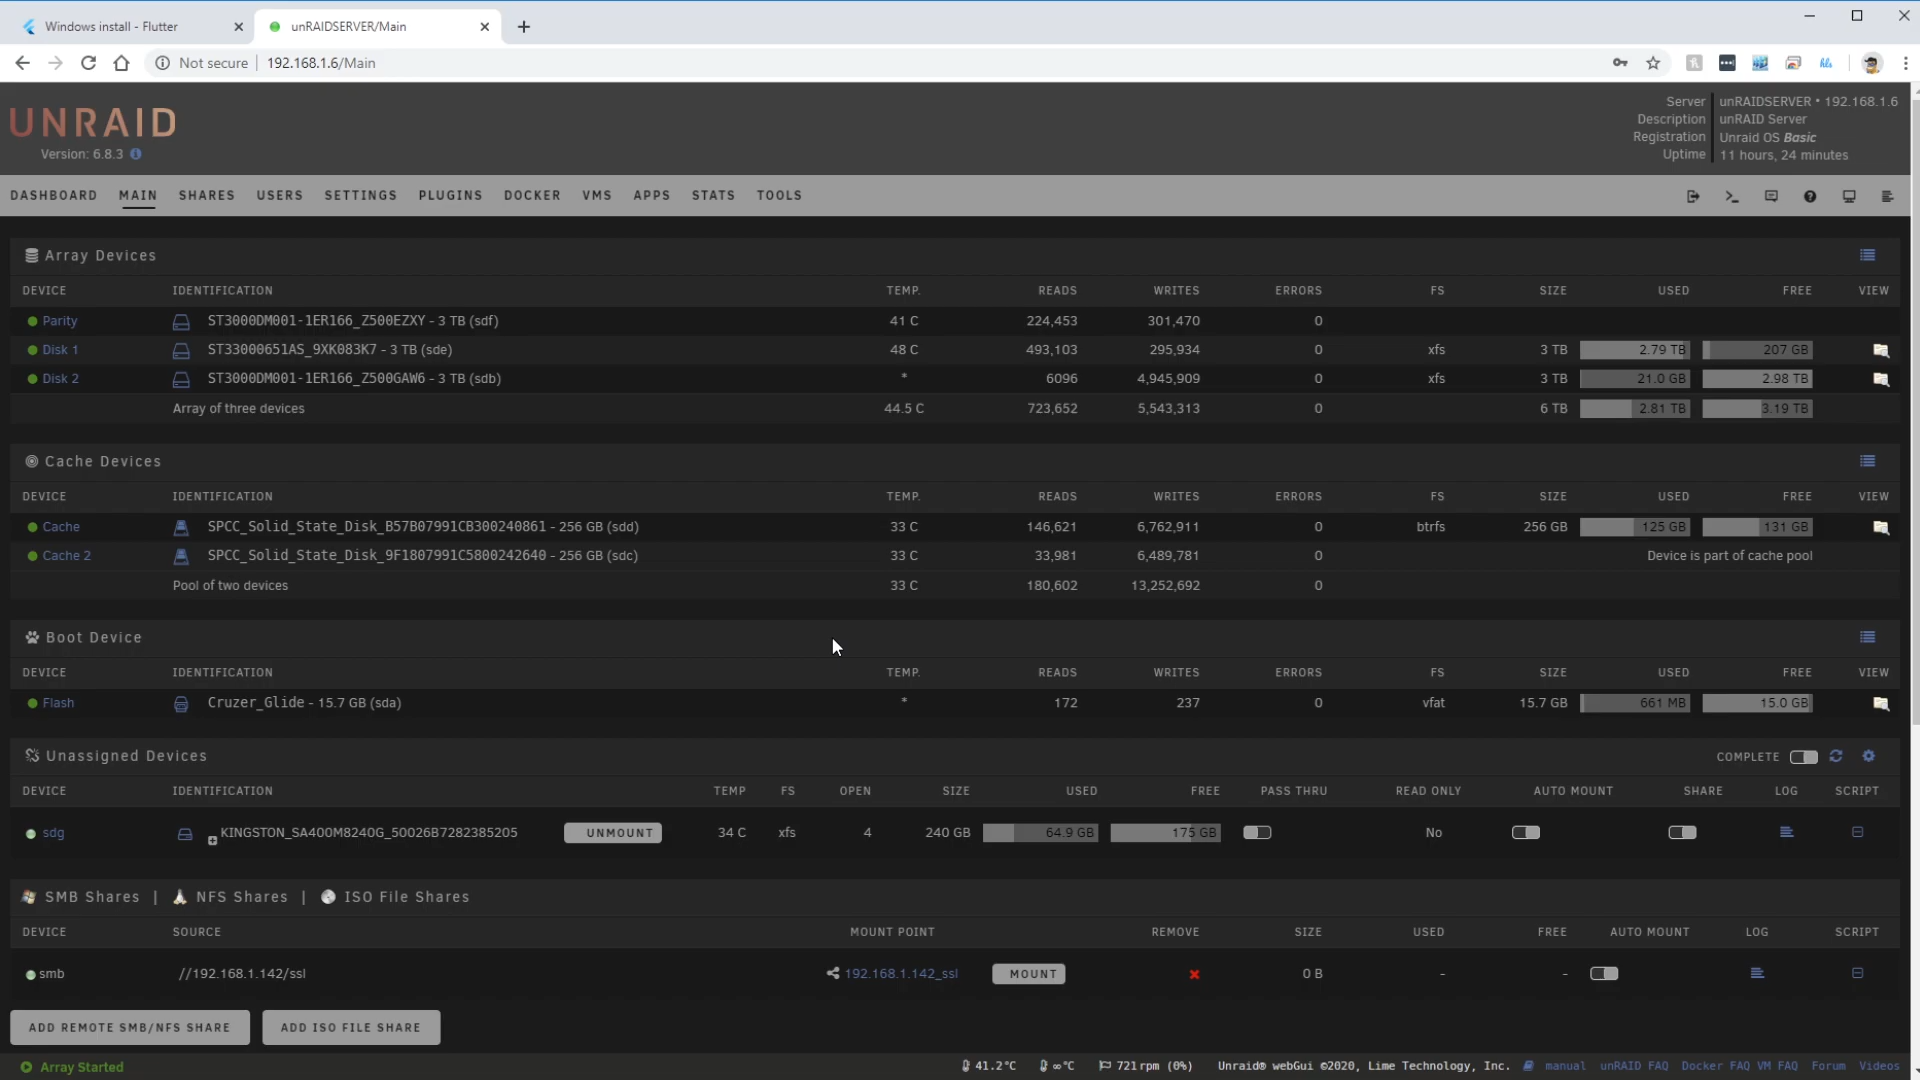 Windows install - Flutter
unRAIDSERVER/Main
Not secure
192.168.1.6/Main
hls
UNRAID
Version: 6.8.3
Server unRAIDSERVER • 192.168.1.6
Description unRAID Server
Registration Unraid OS Basic
Uptime 11 hours, 24 minutes
DASHBOARD MAIN SHARES USERS SETTINGS PLUGINS DOCKER VMS APPS STATS TOOLS
Array Devices
DEVICE IDENTIFICATION TEMP. READS WRITES ERRORS FS SIZE USED FREE VIEW
Parity ST3000DM001-1ER166_Z500EZXY - 3 TB (sdf) 41 C 224,453 301,470 0
Disk 1 ST33000651AS_9XK083K7 - 3 TB (sde) 48 C 493,103 295,934 0 xfs 3 TB 2.79 TB 207 GB
Disk 2 ST3000DM001-1ER166_Z500GAW6 - 3 TB (sdb) * 6096 4,945,909 0 xfs 3 TB 21.0 GB 2.98 TB
Array of three devices 44.5 C 723,652 5,543,313 0 6 TB 2.81 TB 3.19 TB
Cache Devices
DEVICE IDENTIFICATION TEMP. READS WRITES ERRORS FS SIZE USED FREE VIEW
Cache SPCC_Solid_State_Disk_B57B07991CB300240861 - 256 GB (sdd) 33 C 146,621 6,762,911 0 btrfs 256 GB 125 GB 131 GB
Cache 2 SPCC_Solid_State_Disk_9F1807991C5800242640 - 256 GB (sdc) 33 C 33,981 6,489,781 0 Device is part of cache pool
Pool of two devices 33 C 180,602 13,252,692 0
Boot Device
DEVICE IDENTIFICATION TEMP. READS WRITES ERRORS FS SIZE USED FREE VIEW
Flash Cruzer_Glide - 15.7 GB (sda) * 172 237 0 vfat 15.7 GB 661 MB 15.0 GB
Unassigned Devices COMPLETE
DEVICE IDENTIFICATION TEMP FS OPEN SIZE USED FREE PASS THRU READ ONLY AUTO MOUNT SHARE LOG SCRIPT
sdg KINGSTON_SA400M8240G_50026B7282385205 UNMOUNT 34 C xfs 4 240 GB 64.9 GB 175 GB No
SMB Shares | NFS Shares | ISO File Shares
DEVICE SOURCE MOUNT POINT REMOVE SIZE USED FREE AUTO MOUNT LOG SCRIPT
smb //192.168.1.142/ssl 192.168.1.142_ssl MOUNT 0 B - -
ADD REMOTE SMB/NFS SHARE ADD ISO FILE SHARE
Array Started 41.2°C ∞°C 721 rpm (0%) Unraid® webGui ©2020, Lime Technology, Inc. manual unRAID FAQ Docker FAQ VM FAQ Forum Videos